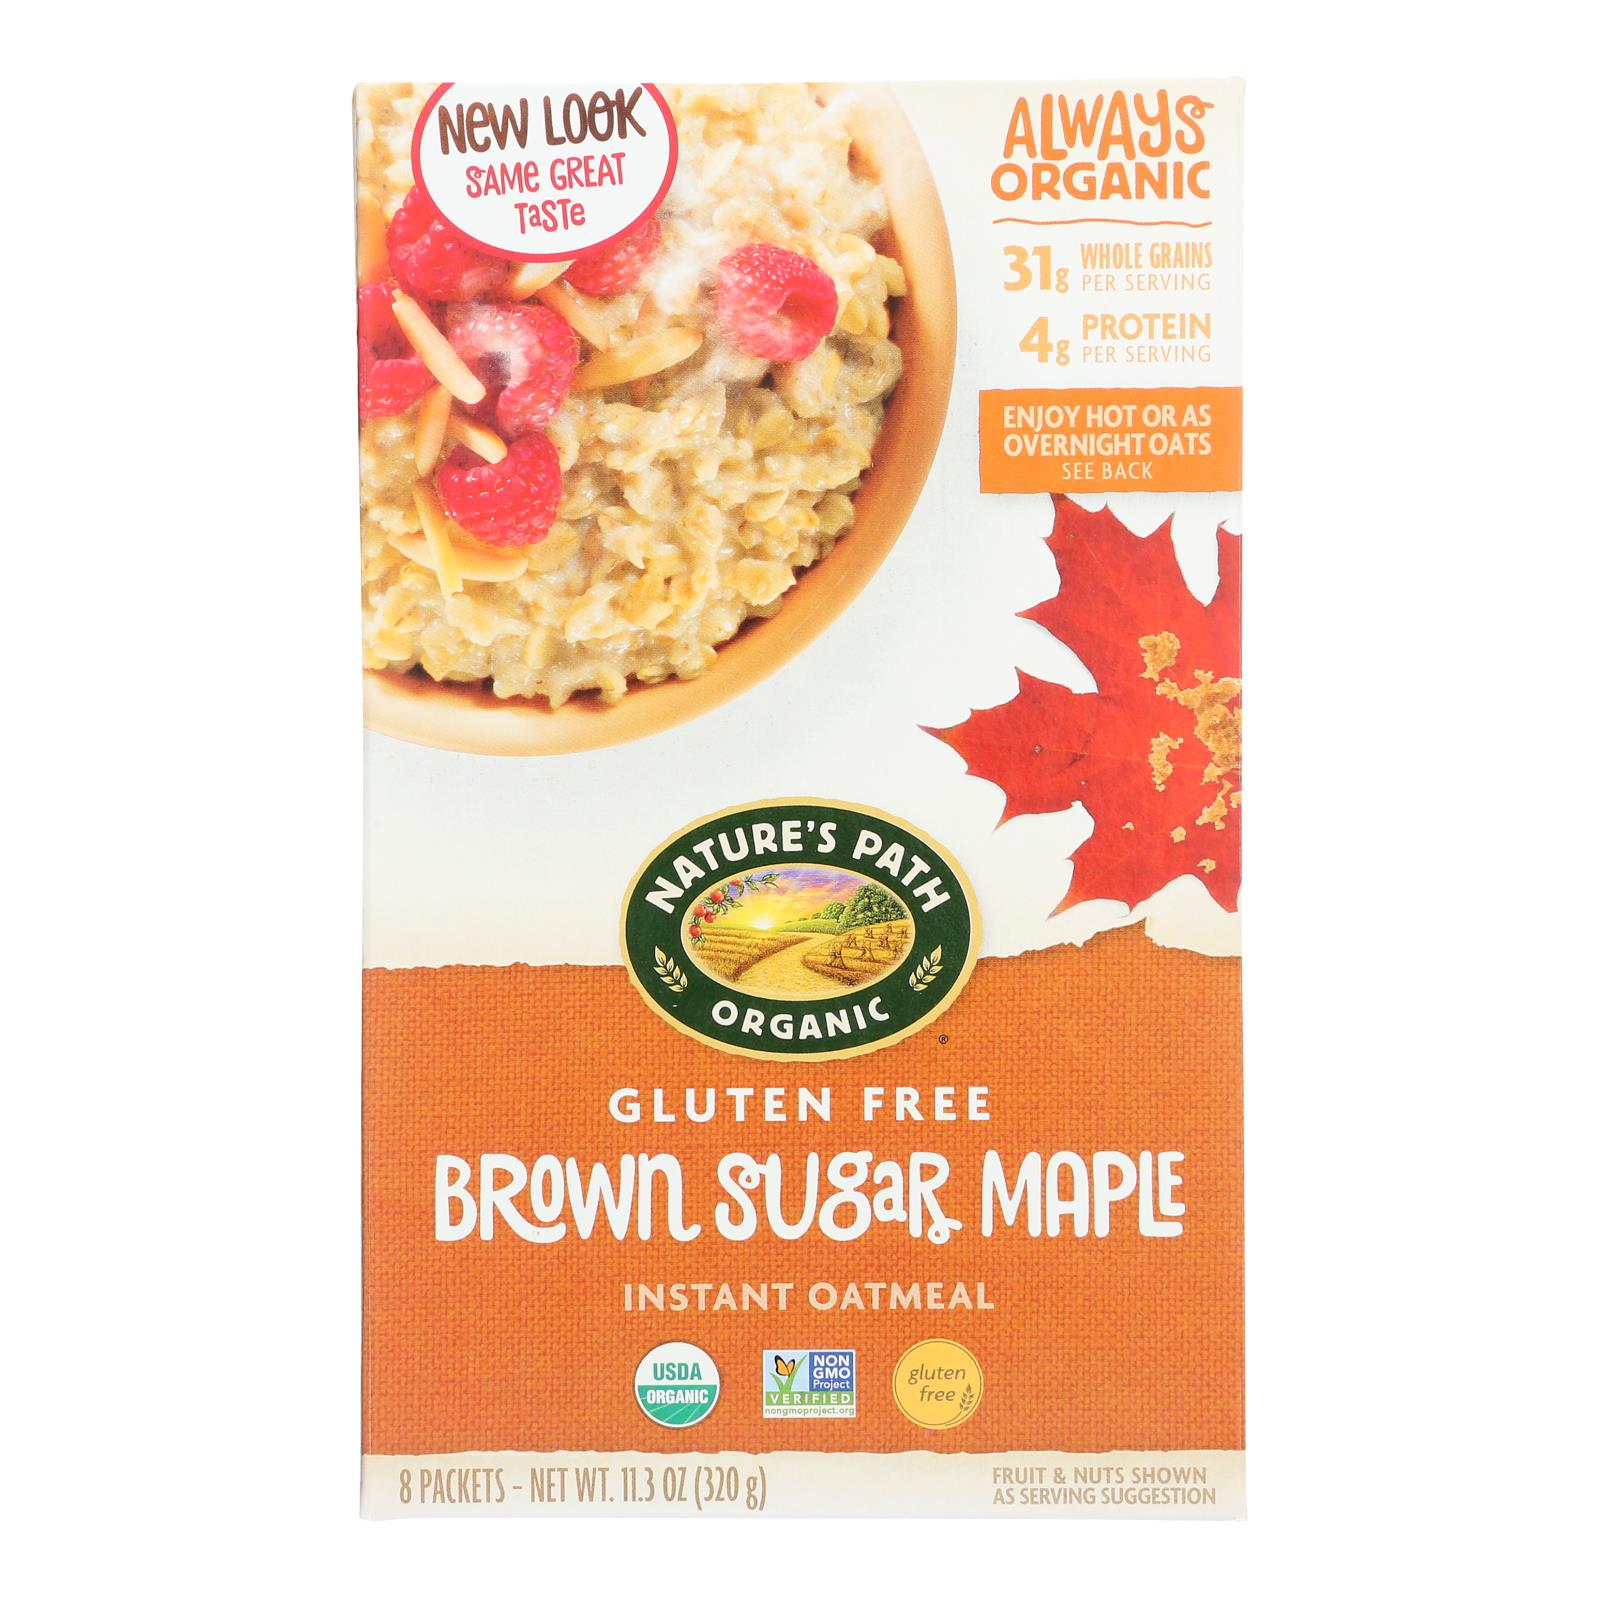 NEW LOOK
SAME GREAT
TASTE
ALWAYS
ORGANIC
31g WHOLE GRAINS
PER SERVING
4g PROTEIN
PER SERVING
ENJOY HOT OR AS
OVERNIGHT OATS
SEE BACK
NATURE'S PATH
ORGANIC
®
GLUTEN FREE
BROWN SUGAR MAPLE
INSTANT OATMEAL
USDA
ORGANIC
NON
GMO
Project
VERIFIED
nongmoproject.org
gluten
free
8 PACKETS - NET WT. 11.3 OZ (320 g)
FRUIT & NUTS SHOWN
AS SERVING SUGGESTION